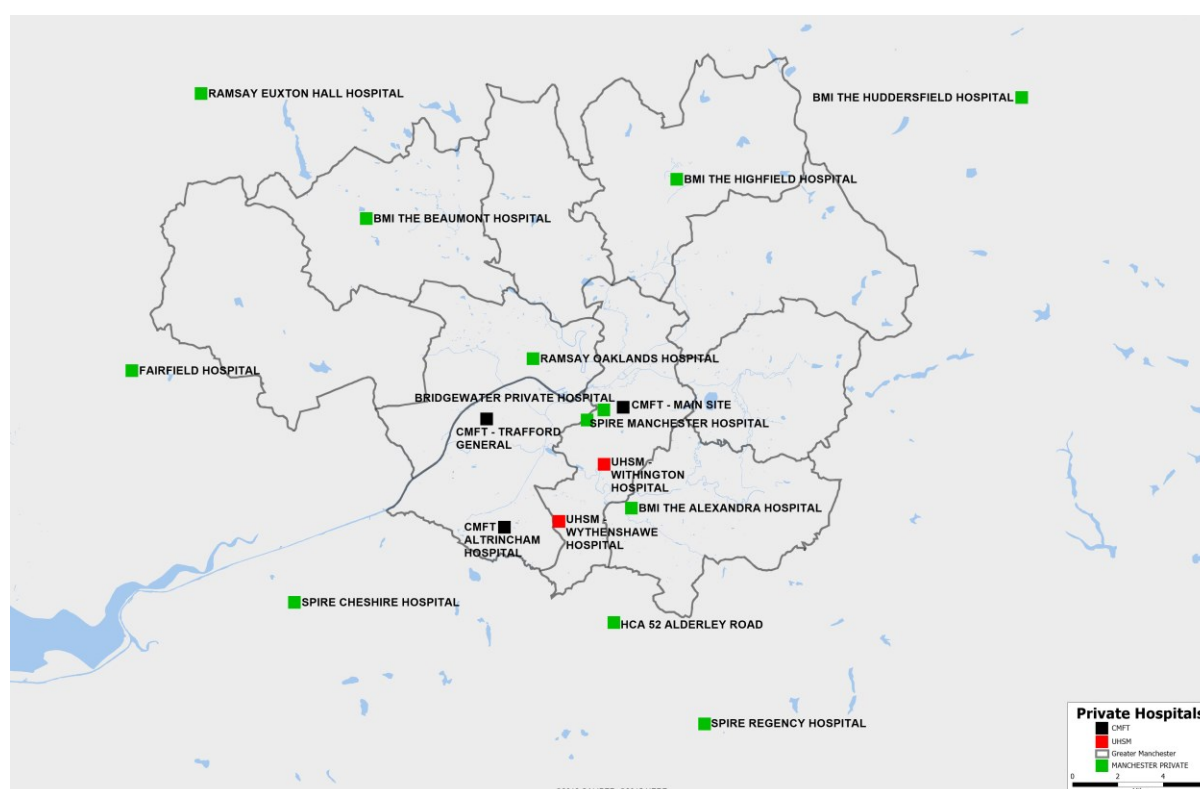 RAMSAY EUXTON HALL HOSPITAL
BMI THE HUDDERSFIELD HOSPITAL
BMI THE HIGHFIELD HOSPITAL
BMI THE BEAUMONT HOSPITAL
RAMSAY OAKLANDS HOSPITAL
FAIRFIELD HOSPITAL
BRIDGEWATER PRIVATE HOSPITAL
CMFT - MAIN SITE
SPIRE MANCHESTER HOSPITAL
CMFT - TRAFFORD
GENERAL
UHSM -
WITHINGTON
HOSPITAL
BMI THE ALEXANDRA HOSPITAL
UHSM -
WYTHENSHAWE
HOSPITAL
CMFT -
ALTRINCHAM
HOSPITAL
SPIRE CHESHIRE HOSPITAL
HCA 52 ALDERLEY ROAD
SPIRE REGENCY HOSPITAL
Private Hospitals
CMFT
UHSM
Greater Manchester
MANCHESTER PRIVATE
0 2 4